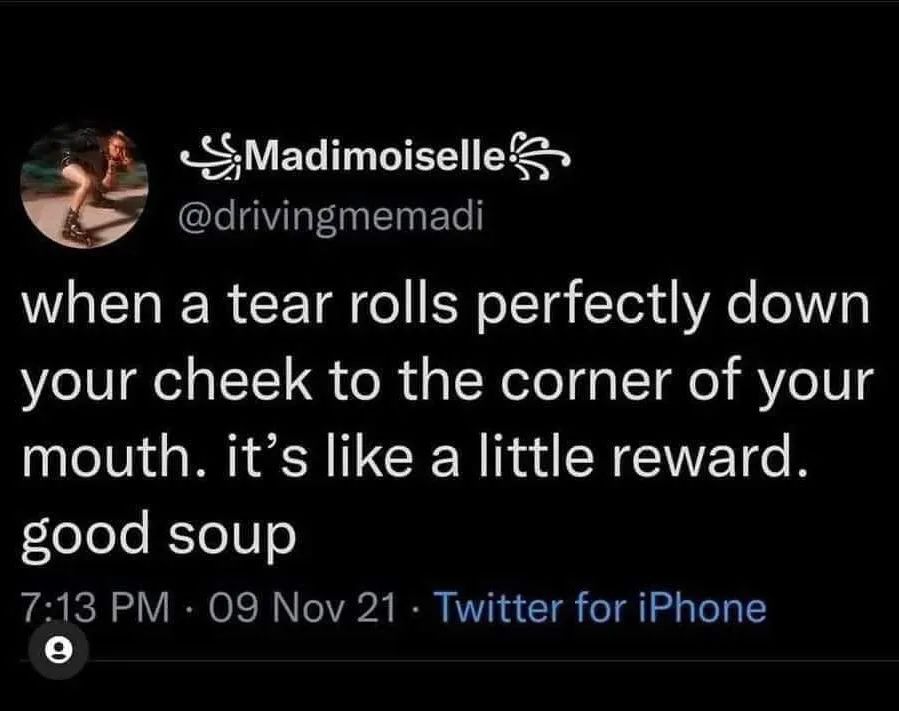 ꧁Madimoiselle꧂
@drivingmemadi
when a tear rolls perfectly down
your cheek to the corner of your
mouth. it’s like a little reward.
good soup
7:13 PM · 09 Nov 21 · Twitter for iPhone